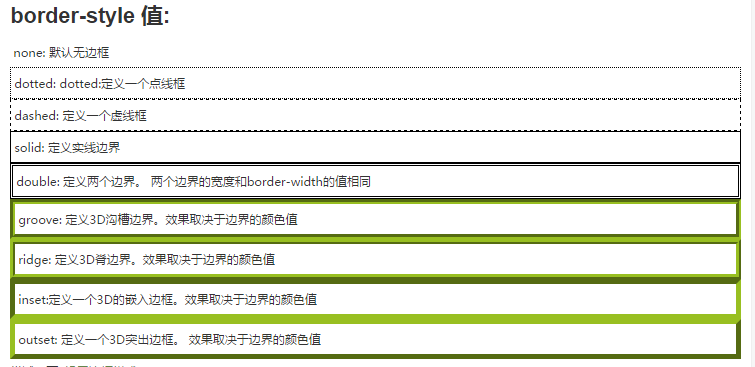 border-style 值:
none: 默认无边框
dotted: dotted:定义一个点线框
dashed: 定义一个虚线框
solid: 定义实线边界
double: 定义两个边界。 两个边界的宽度和border-width的值相同
groove: 定义3D沟槽边界。效果取决于边界的颜色值
ridge: 定义3D脊边界。效果取决于边界的颜色值
inset:定义一个3D的嵌入边框。效果取决于边界的颜色值
outset: 定义一个3D突出边框。 效果取决于边界的颜色值